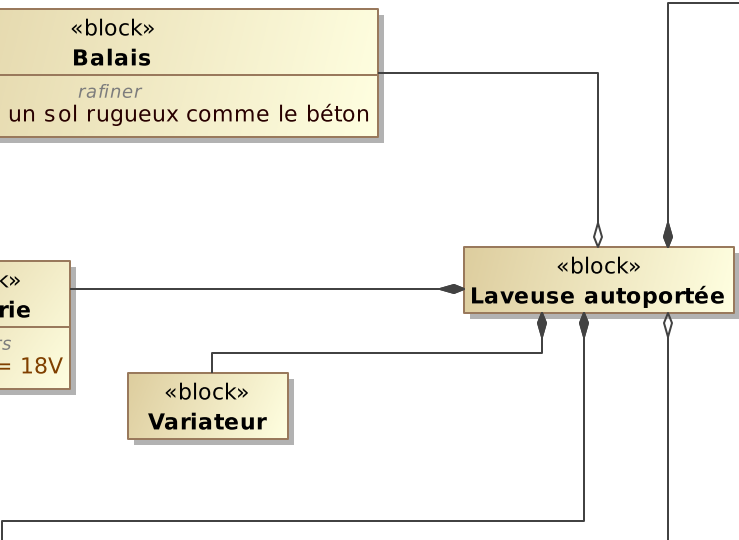 «block»
Balais
rafiner
un sol rugueux comme le béton
«block»
Laveuse autoportée
= 18V
«block»
Variateur